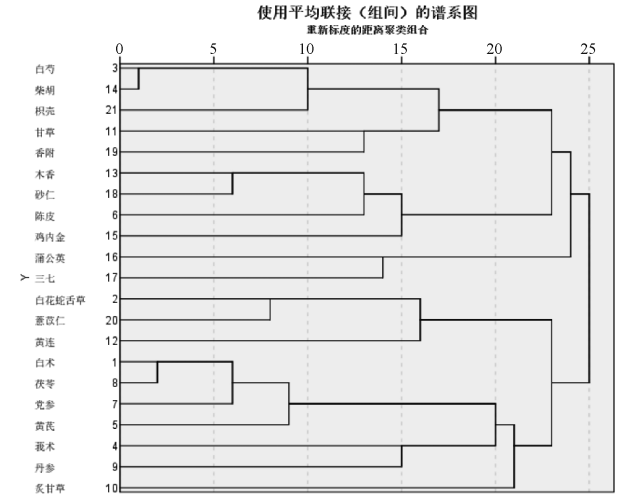 使用平均联接（组间）的谱系图
重新标度的距离聚类组合
0 5 10 15 20 25
白芍 3
柴胡 14
枳壳 21
甘草 11
香附 19
木香 13
砂仁 18
陈皮 6
鸡内金 15
蒲公英 16
Y 三七 17
白花蛇舌草 2
薏苡仁 20
黄连 12
白术 1
茯苓 8
党参 7
黄芪 5
莪术 4
丹参 9
炙甘草 10